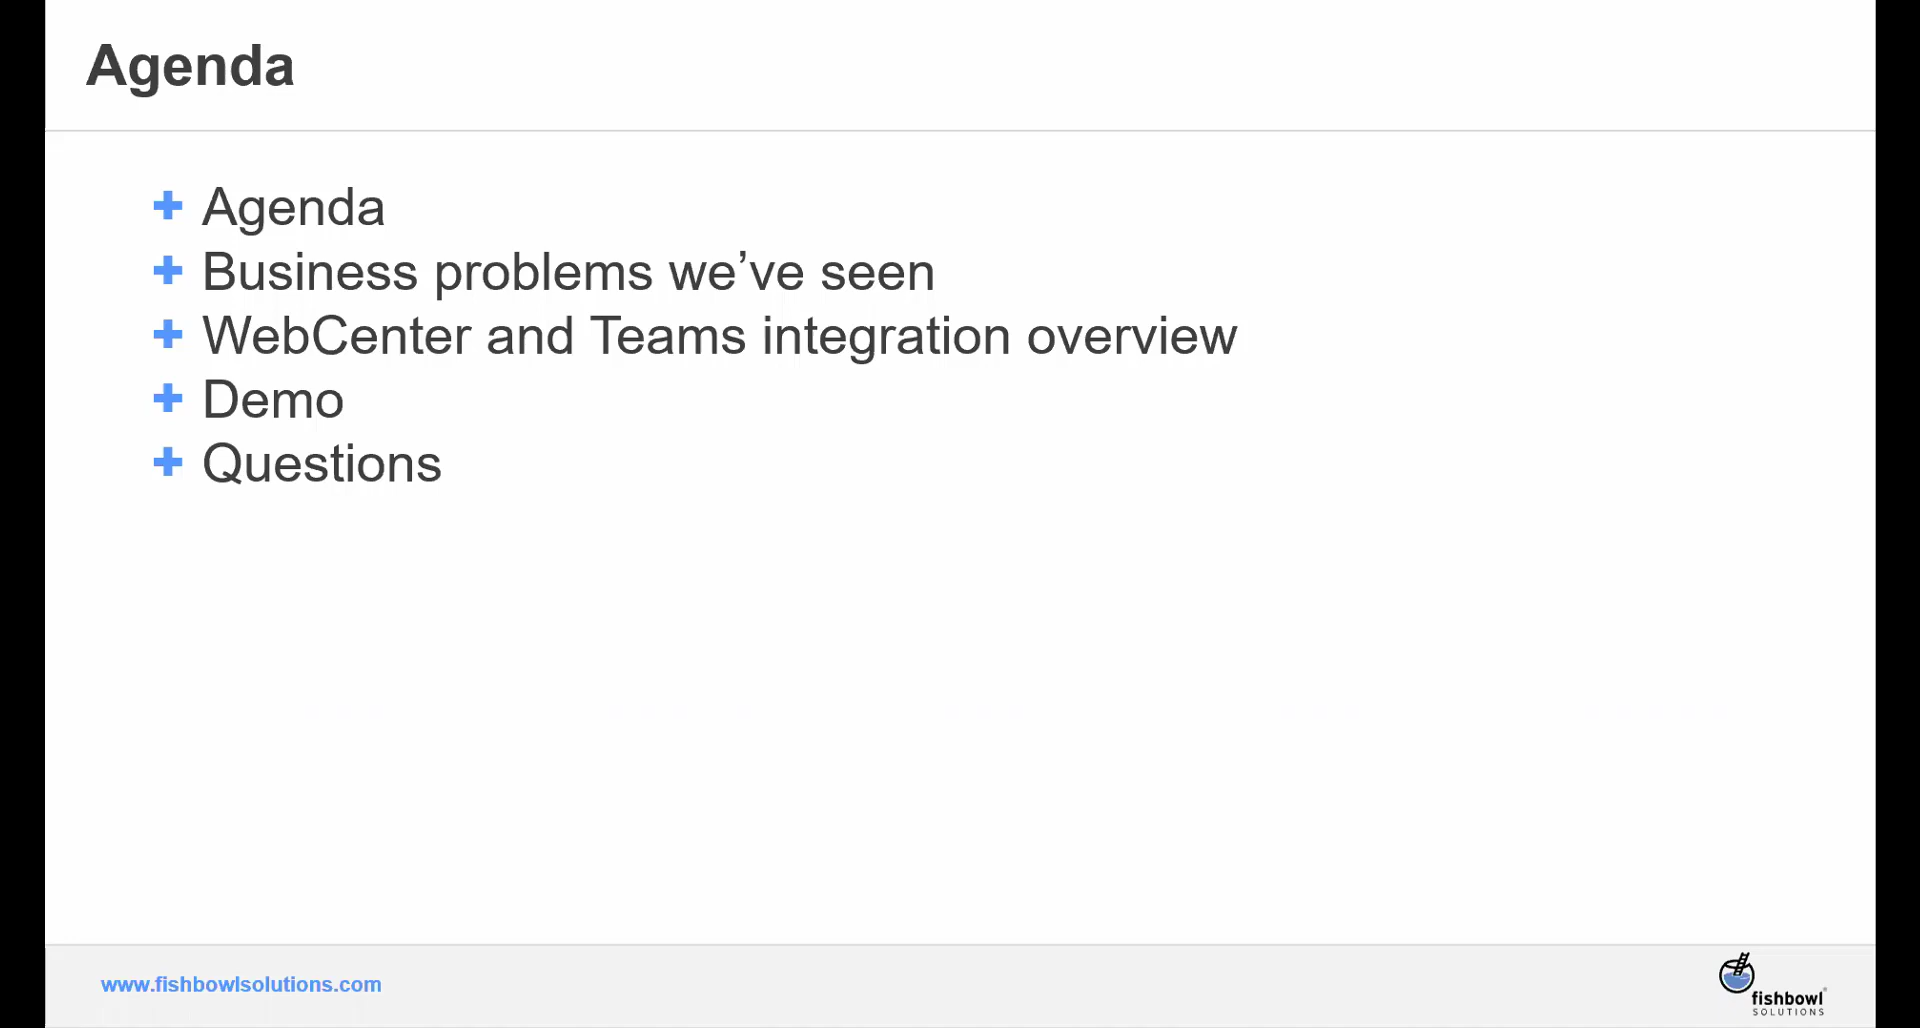 Agenda
Agenda
Business problems we’ve seen
WebCenter and Teams integration overview
Demo
Questions
www.fishbowlsolutions.com
fishbowl®
SOLUTIONS